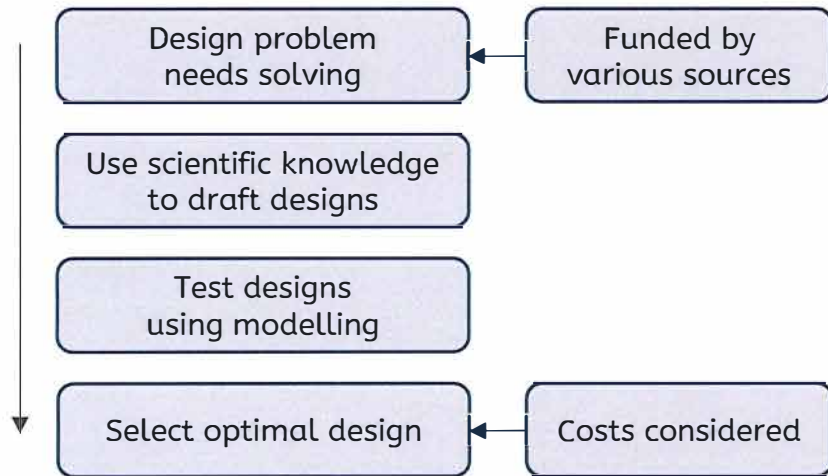 Design problem
needs solving
Funded by
various sources
Use scientific knowledge
to draft designs
Test designs
using modelling
Select optimal design
Costs considered